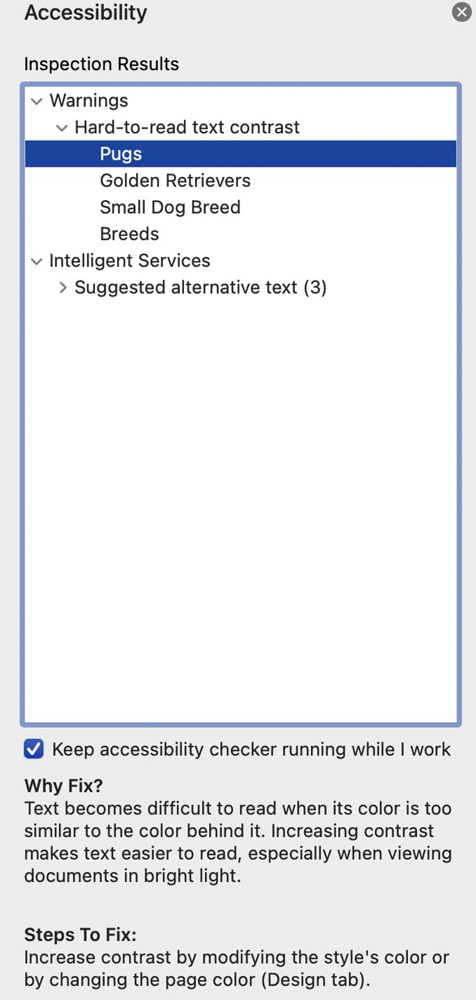 Accessibility
Inspection Results
Warnings
Hard-to-read text contrast
Pugs
Golden Retrievers
Small Dog Breed
Breeds
Intelligent Services
Suggested alternative text (3)
Keep accessibility checker running while I work
Why Fix?
Text becomes difficult to read when its color is too
similar to the color behind it. Increasing contrast
makes text easier to read, especially when viewing
documents in bright light.
Steps To Fix:
Increase contrast by modifying the style's color or
by changing the page color (Design tab).